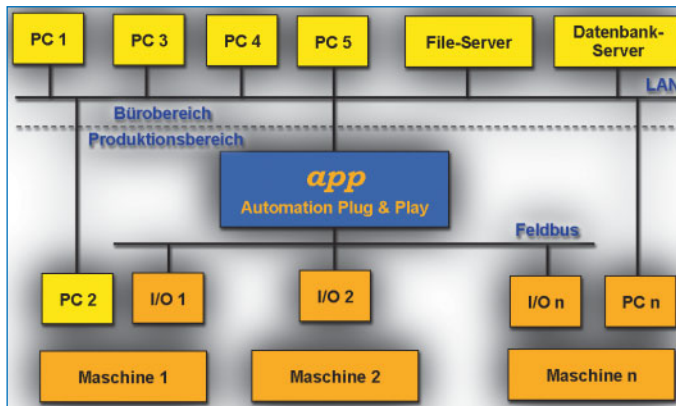 PC 1
PC 3
PC 4
PC 5
File-Server
Datenbank-
Server
LAN
Bürobereich
Produktionsbereich
app
Automation Plug & Play
Feldbus
PC 2
I/O 1
I/O 2
I/O n
PC n
Maschine 1
Maschine 2
Maschine n